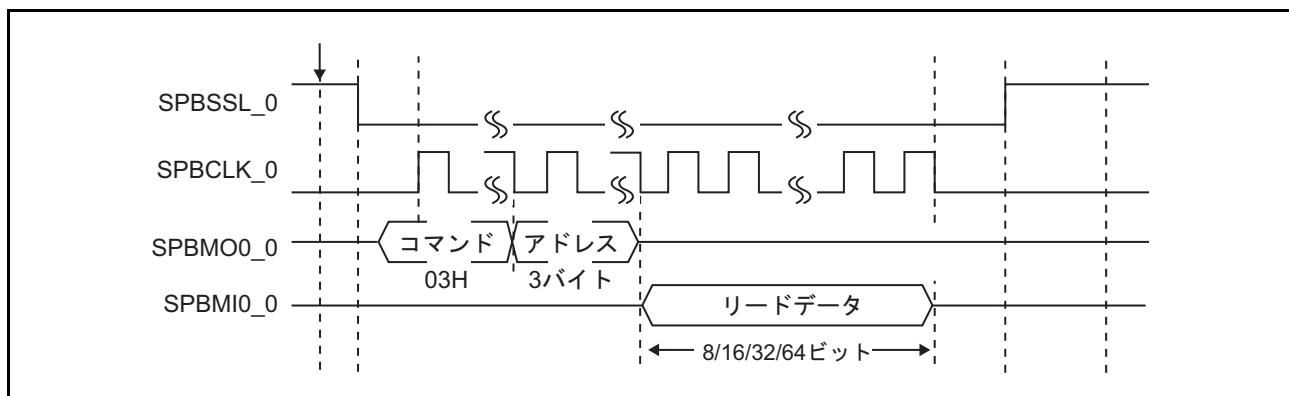 SPBSSL_0
SPBCLK_0
SPBMO0_0
コマンド
アドレス
03H
3バイト
SPBMI0_0
リードデータ
8/16/32/64ビット